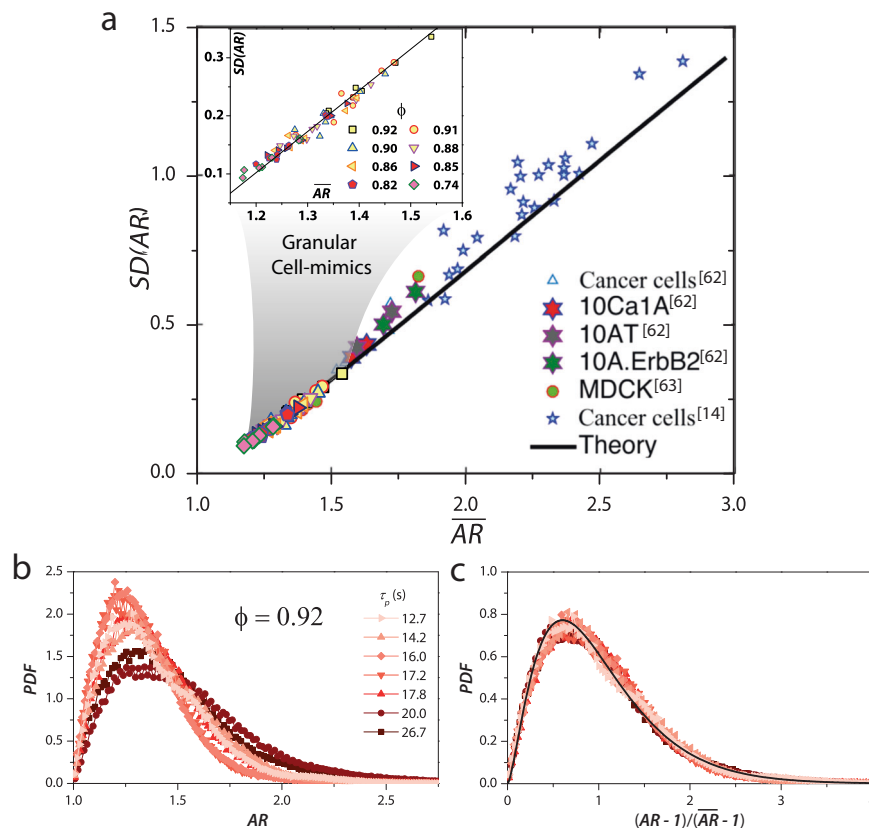 a
SD(AR)
1.5
1.0
0.5
0.0
1.0
1.5
2.0
2.5
3.0
AR
SD(AR)
0.3
0.2
0.1
1.2
1.3
1.4
1.5
1.6
AR
ϕ
0.92 0.91
0.90 0.88
0.86 0.85
0.82 0.74
Granular
Cell-mimics
Cancer cells[62]
10Ca1A[62]
10AT[62]
10A.ErbB2[62]
MDCK[63]
Cancer cells[14]
Theory
b
PDF
2.5
2.0
1.5
1.0
0.5
0.0
1.0
1.5
2.0
2.5
AR
ϕ = 0.92
τp (s)
12.7
14.2
16.0
17.2
17.8
20.0
26.7
c
PDF
1.0
0.8
0.6
0.4
0.2
0.0
0
1
2
3
(AR - 1)/(AR - 1)